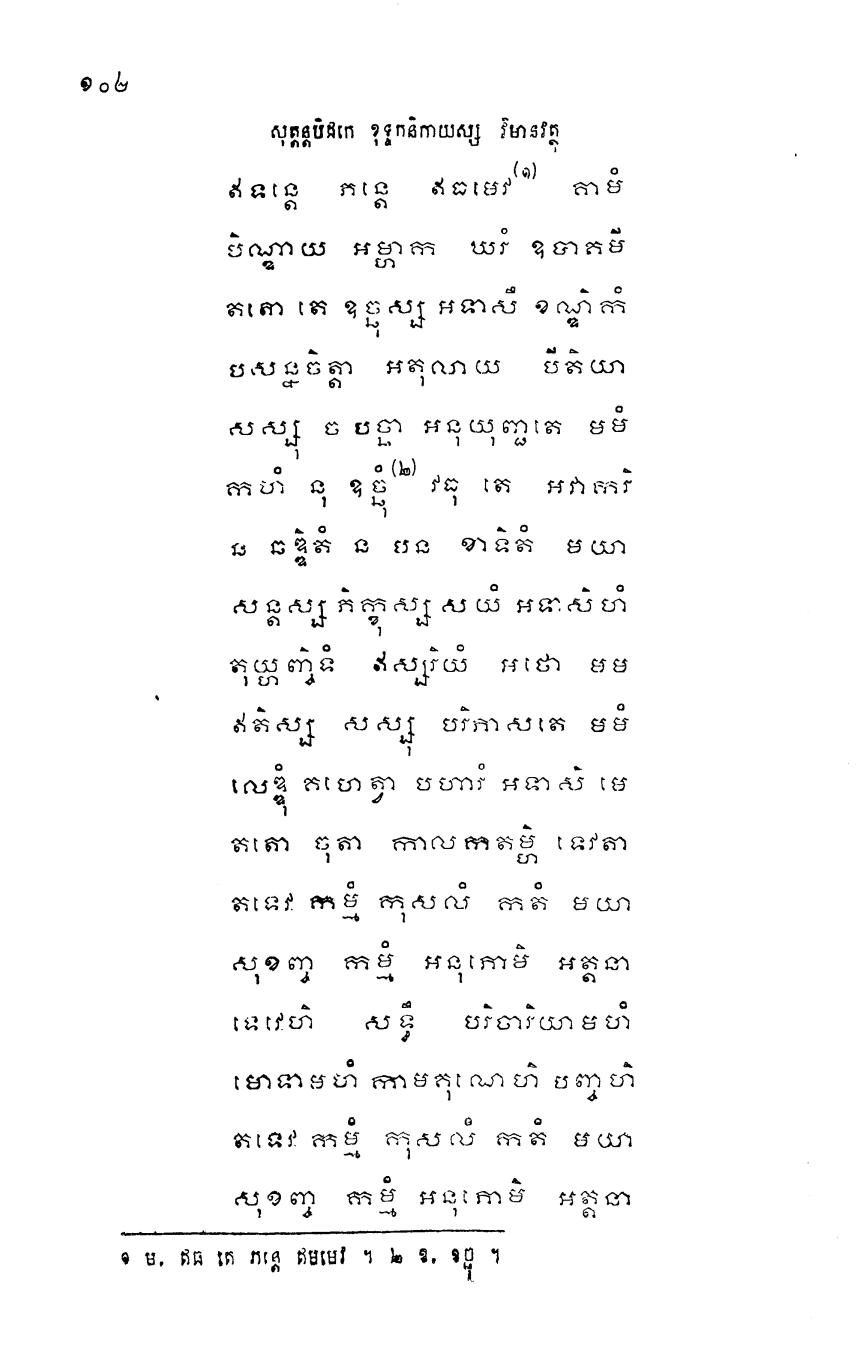 ១០២
សុត្តន្តបិដកេ ខុទ្ទកនិកាយស្ស វិមានវត្ថុ
ឥទន្តេ ភន្តេ ឥធមេវ(១) គាមំ
បិណ្ឌាយ អម្ហាក ឃរំ ឧបាគមិ
តតោ តេ ឧច្ឆុស្ស អទាសឹ ខណ្ឌិកំ
បសន្នចិត្តា អតុលាយ បីតិយា
សស្សុ ច បច្ឆា អនុយុញ្ជតេ មមំ
កហំ នុ ឧច្ឆុំ(២) វធុ តេ អវាករិ
ន ឆឌ្ឌិតំ ន បន ខាទិតំ មយា
សន្តស្ស ភិក្ខុស្ស សយំ អទាសិហំ
តុយ្ហញ្ចិទំ ឥស្សរិយំ អថោ មម
ឥតិស្ស សស្សុ បរិភាសតេ មមំ
លេឌ្ឌុំ គហេត្វា បហារំ អទាសិ មេ
តតោ ចុតា កាលកតម្ហិ ទេវតា
តទេវ កម្មំ កុសលំ កតំ មយា
សុខញ្ច កម្មំ អនុភោមិ អត្តនា
ទេវេហិ សទ្ធឹ បរិចារិយាមហំ
មោទាមហំ កាមគុណេហិ បញ្ចហិ
តទេវ កម្មំ កុសលំ កតំ មយា
សុខញ្ច កម្មំ អនុភោមិ អត្តនា
១ ម. ឥធ តេ ភន្តេ ឥមមេវ ។ ២ ឱ. ឧច្ឆុ ។